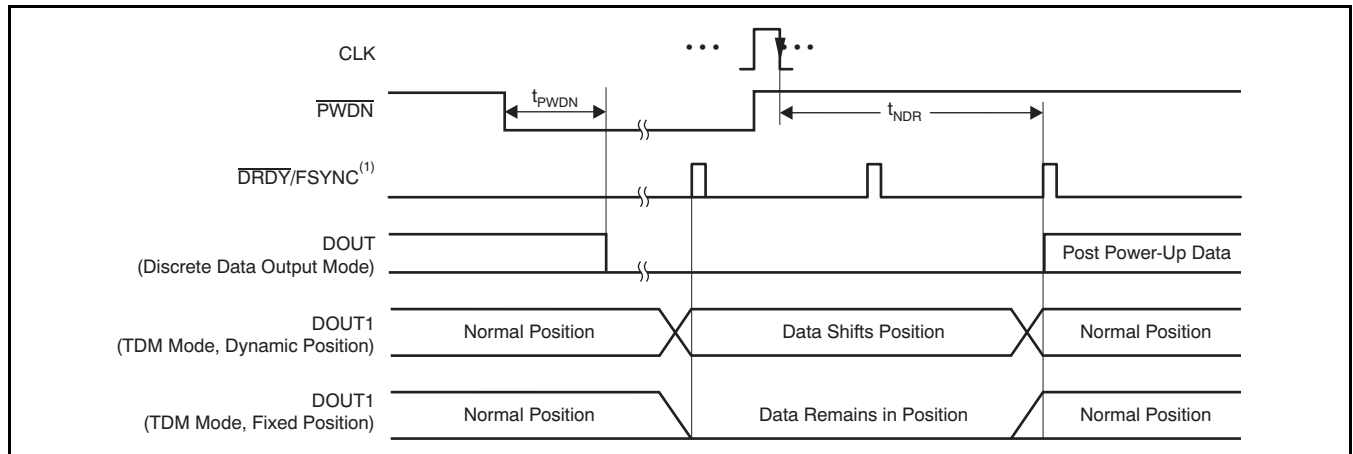 CLK
• • •
• • •
PWDN
tPWDN
tNDR
DRDY/FSYNC(1)
DOUT
(Discrete Data Output Mode)
Post Power-Up Data
DOUT1
(TDM Mode, Dynamic Position)
Normal Position
Data Shifts Position
Normal Position
DOUT1
(TDM Mode, Fixed Position)
Normal Position
Data Remains in Position
Normal Position